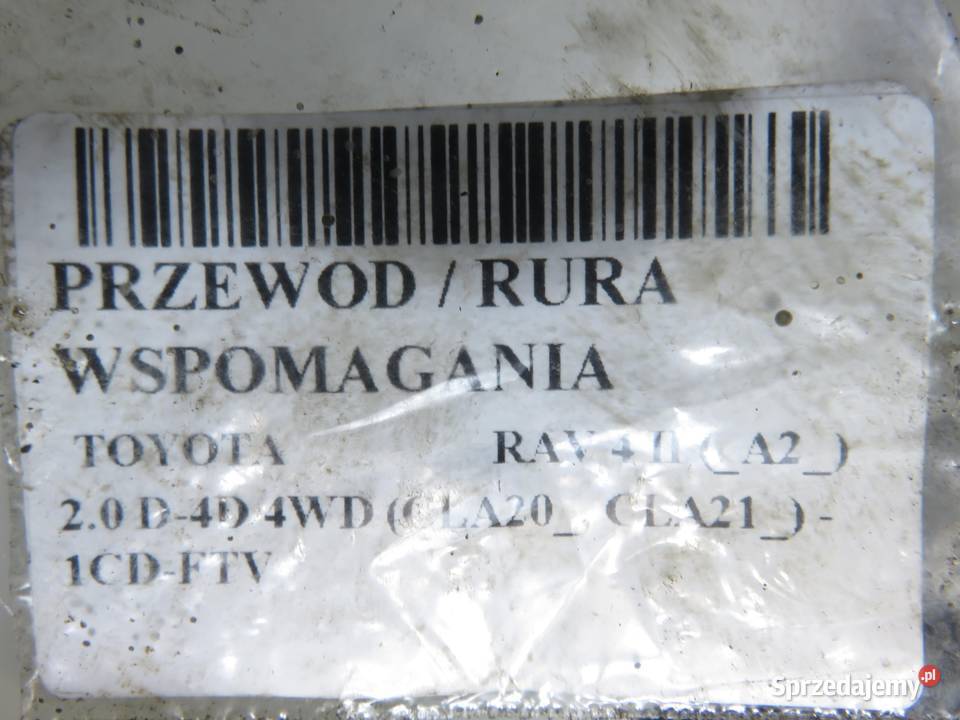 PRZEWOD / RURA
WSPOMAGANIA
TOYOTA RAV 4 II (_A2_)
2.0 D-4D 4WD (CLA20_, CLA21_) -
1CD-FTV
Sprzedajemy.pl